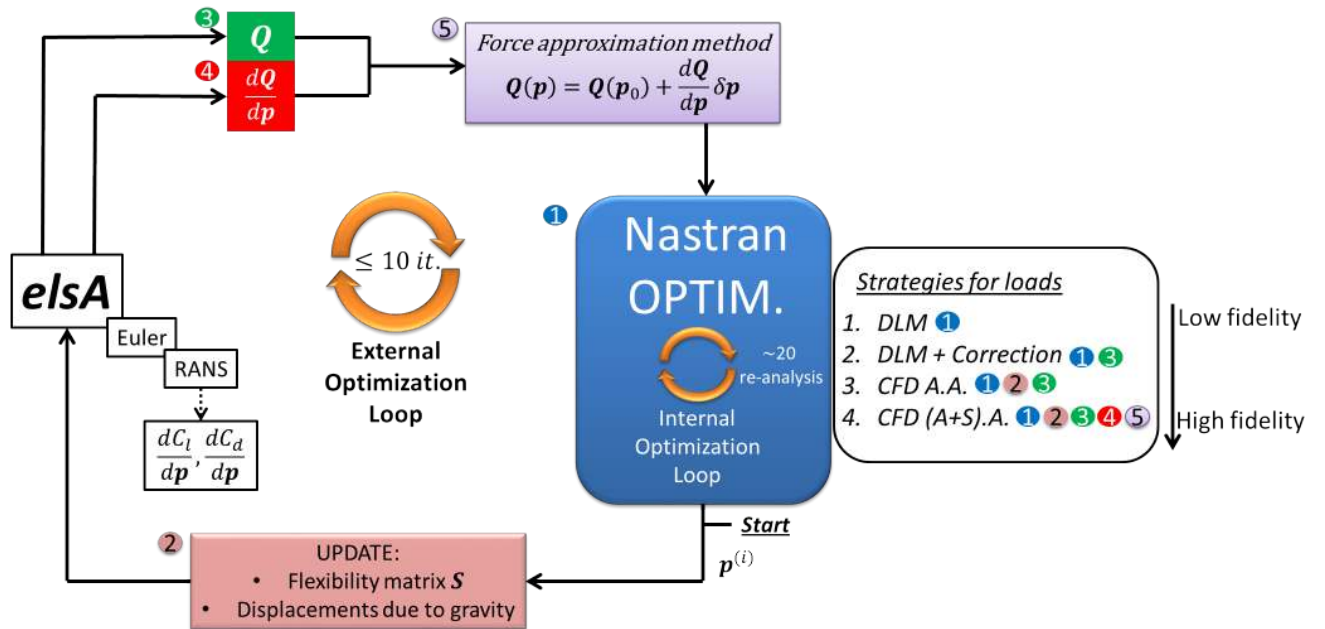 3
Q
4
dQ
dp
5
Force approximation method
Q(p) = Q(p₀) + dQ/dp δp
≤ 10 it.
External
Optimization
Loop
elsA
Euler
RANS
dCₗ/dp, dC_d/dp
1
Nastran
OPTIM.
~20
re-analysis
Internal
Optimization
Loop
Strategies for loads
1. DLM 1
2. DLM + Correction 1 3
3. CFD A.A. 1 2 3
4. CFD (A+S).A. 1 2 3 4 5
Low fidelity
High fidelity
Start
p⁽ⁱ⁾
2
UPDATE:
• Flexibility matrix S
• Displacements due to gravity